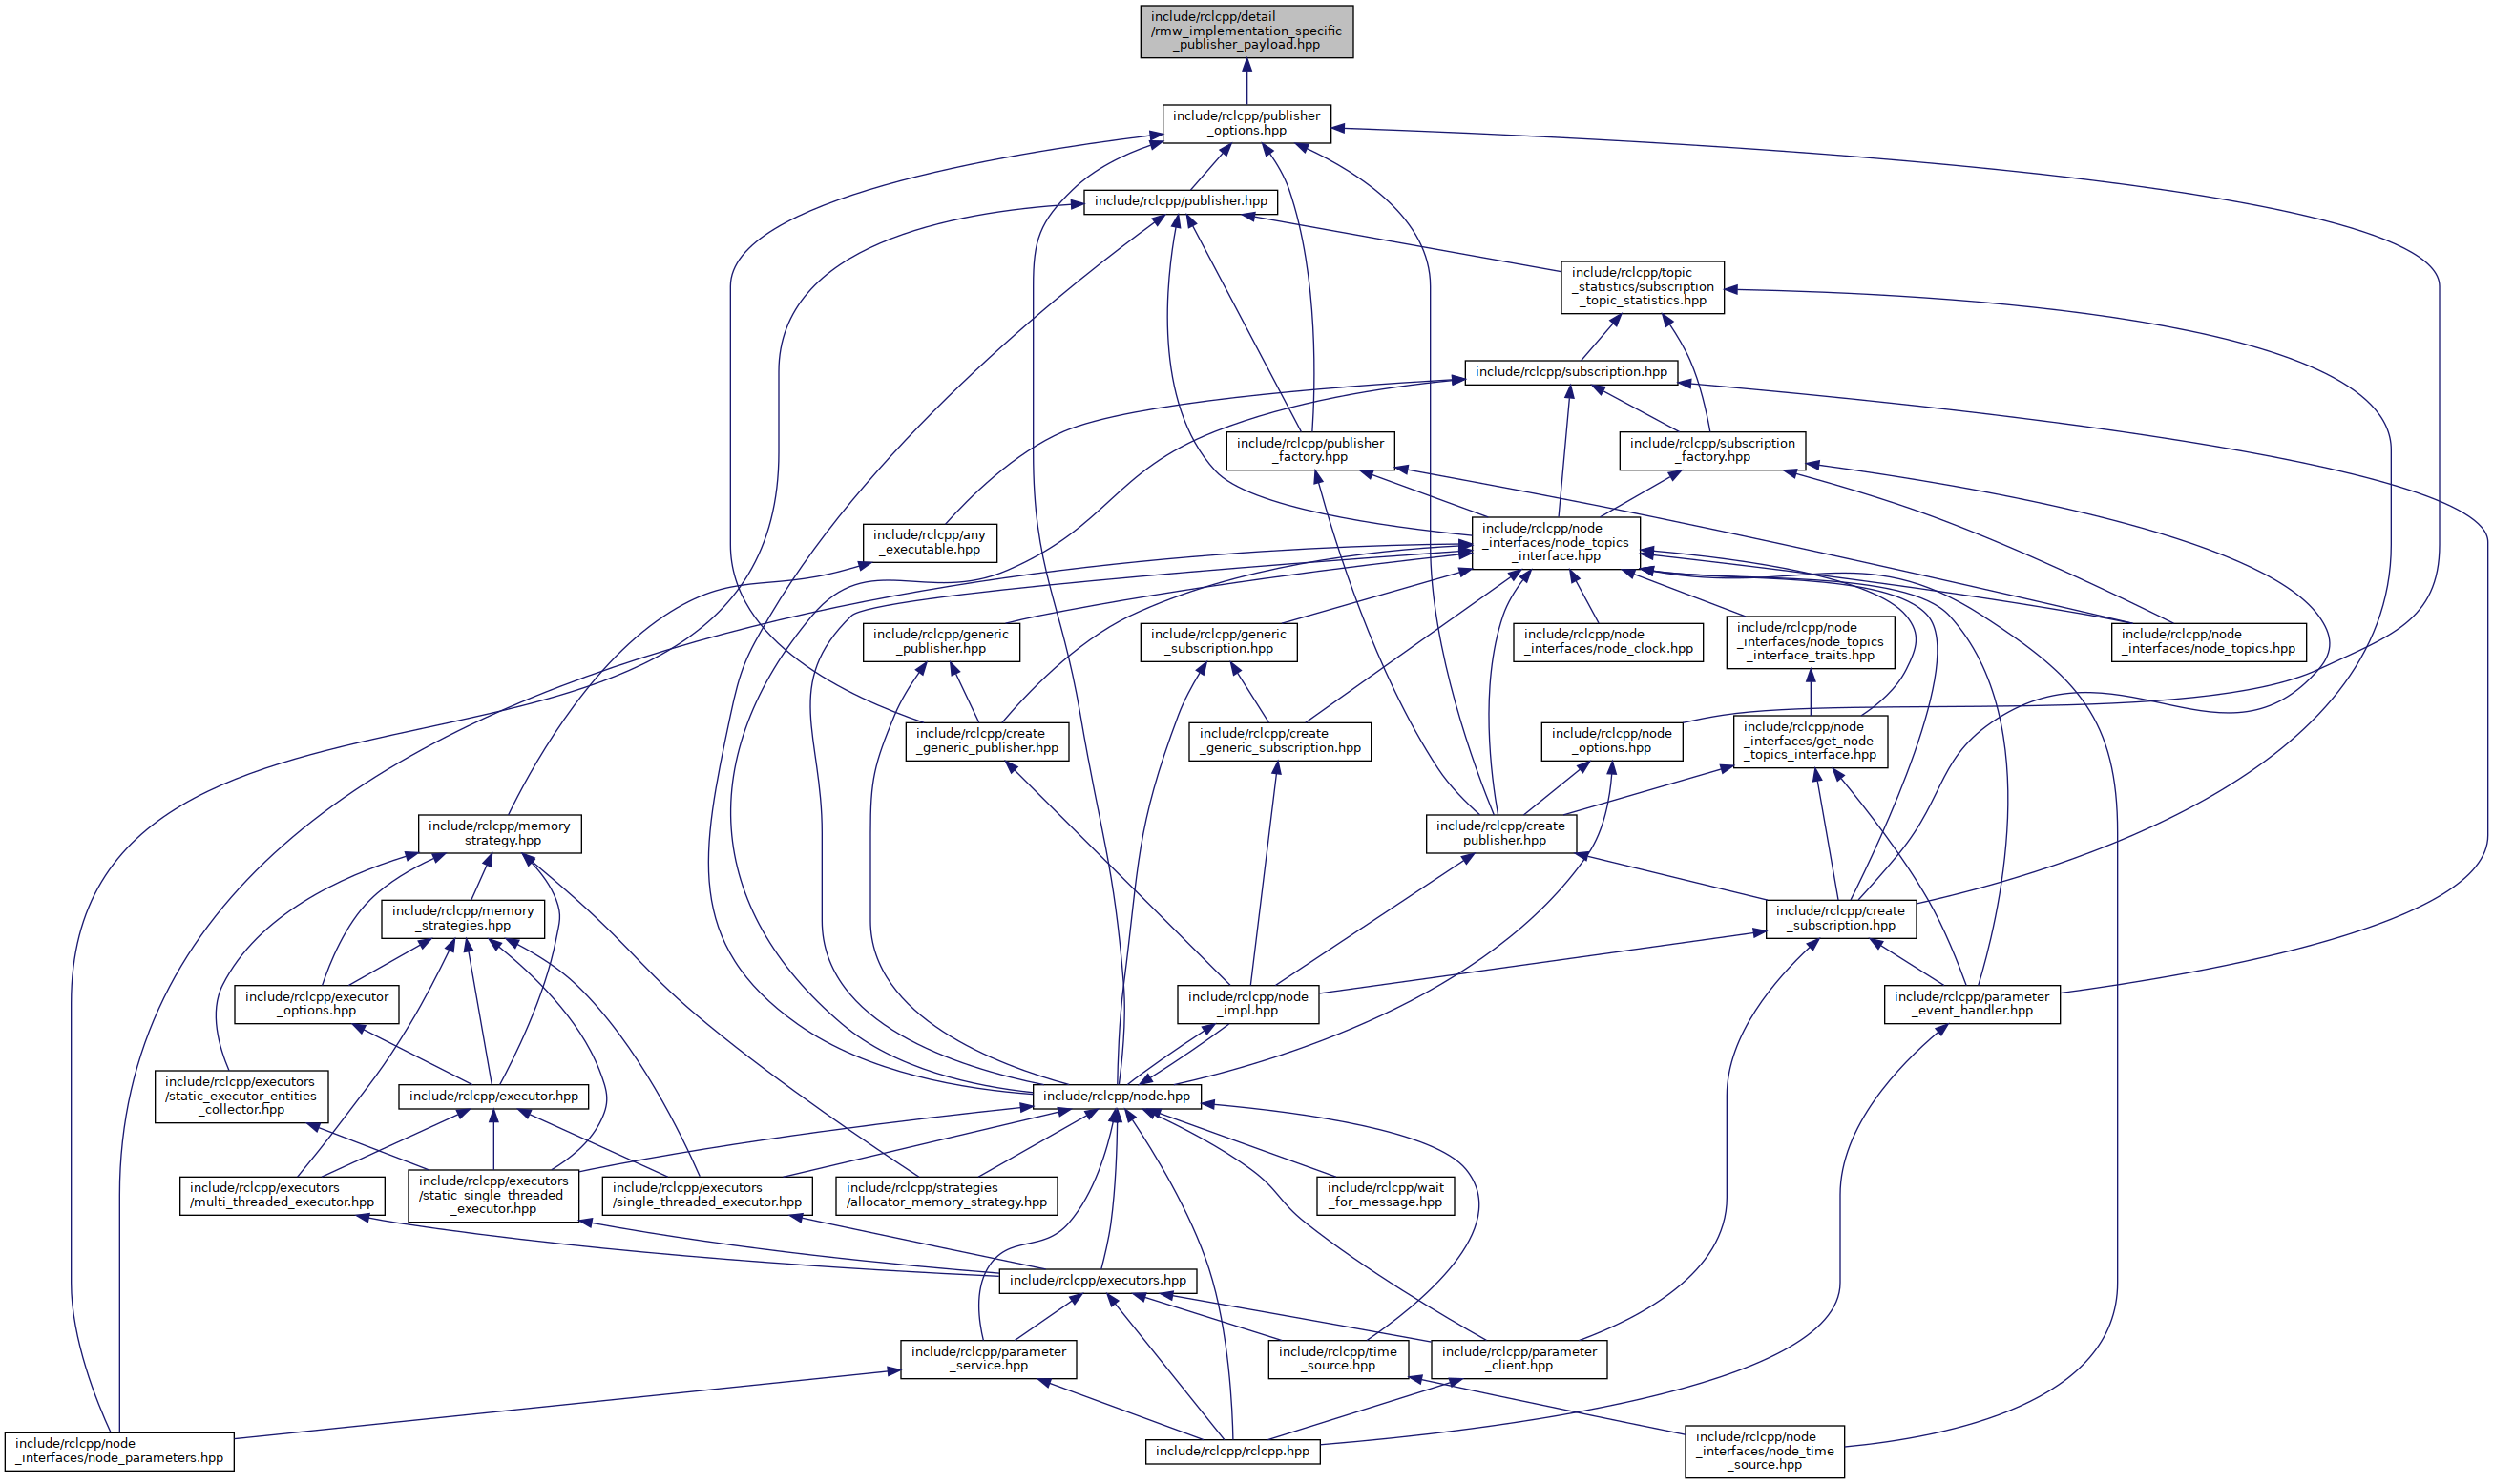 include/rclcpp/detail
/rmw_implementation_specific
_publisher_payload.hpp
include/rclcpp/publisher
_options.hpp
include/rclcpp/publisher.hpp
include/rclcpp/topic
_statistics/subscription
_topic_statistics.hpp
include/rclcpp/subscription.hpp
include/rclcpp/publisher
_factory.hpp
include/rclcpp/subscription
_factory.hpp
include/rclcpp/any
_executable.hpp
include/rclcpp/node
_interfaces/node_topics
_interface.hpp
include/rclcpp/generic
_publisher.hpp
include/rclcpp/generic
_subscription.hpp
include/rclcpp/node
_interfaces/node_clock.hpp
include/rclcpp/node
_interfaces/node_topics
_interface_traits.hpp
include/rclcpp/node
_interfaces/node_topics.hpp
include/rclcpp/create
_generic_publisher.hpp
include/rclcpp/create
_generic_subscription.hpp
include/rclcpp/node
_options.hpp
include/rclcpp/node
_interfaces/get_node
_topics_interface.hpp
include/rclcpp/memory
_strategy.hpp
include/rclcpp/create
_publisher.hpp
include/rclcpp/memory
_strategies.hpp
include/rclcpp/create
_subscription.hpp
include/rclcpp/executor
_options.hpp
include/rclcpp/node
_impl.hpp
include/rclcpp/parameter
_event_handler.hpp
include/rclcpp/executors
/static_executor_entities
_collector.hpp
include/rclcpp/executor.hpp
include/rclcpp/node.hpp
include/rclcpp/executors
/multi_threaded_executor.hpp
include/rclcpp/executors
/static_single_threaded
_executor.hpp
include/rclcpp/executors
/single_threaded_executor.hpp
include/rclcpp/strategies
/allocator_memory_strategy.hpp
include/rclcpp/wait
_for_message.hpp
include/rclcpp/executors.hpp
include/rclcpp/parameter
_service.hpp
include/rclcpp/time
_source.hpp
include/rclcpp/parameter
_client.hpp
include/rclcpp/node
_interfaces/node_parameters.hpp
include/rclcpp/rclcpp.hpp
include/rclcpp/node
_interfaces/node_time
_source.hpp